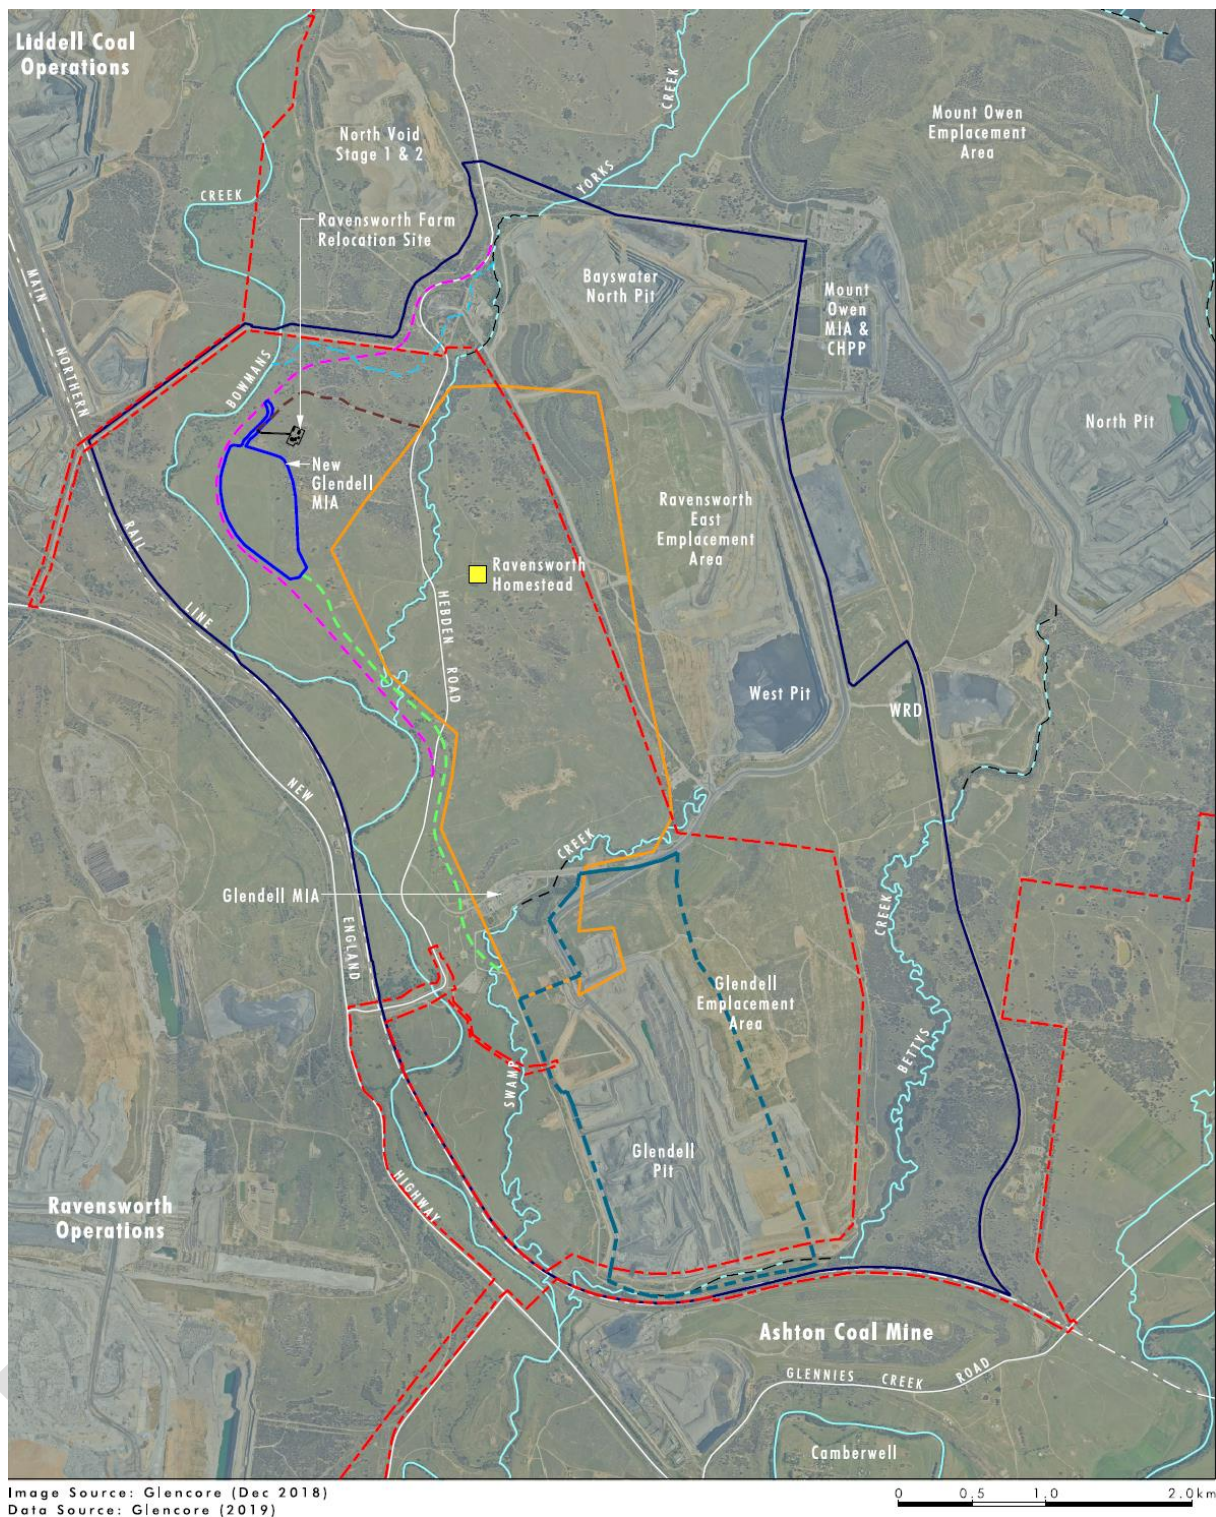 Liddell Coal
Operations
North Void
Stage 1 & 2
CREEK
Mount Owen
Emplacement
Area
YORKS
CREEK
Ravensworth Farm
Relocation Site
MAIN
NORTHERN
RAIL
LINE
Bayswater
North Pit
Mount
Owen
MIA &
CHPP
BOWMANS
North Pit
New
Glendell
MIA
Ravensworth
East
Emplacement
Area
Ravensworth
Homestead
HEBDEN ROAD
West Pit
WRD
NEW
ENGLAND
HIGHWAY
CREEK
Glendell MIA
CREEK
Glendell
Emplacement
Area
BETTYS
SWAMP
Glendell
Pit
Ravensworth
Operations
Ashton Coal Mine
GLENNIES CREEK ROAD
Camberwell
Image Source: Glencore (Dec 2018)
Data Source: Glencore (2019)
0 0.5 1.0 2.0km